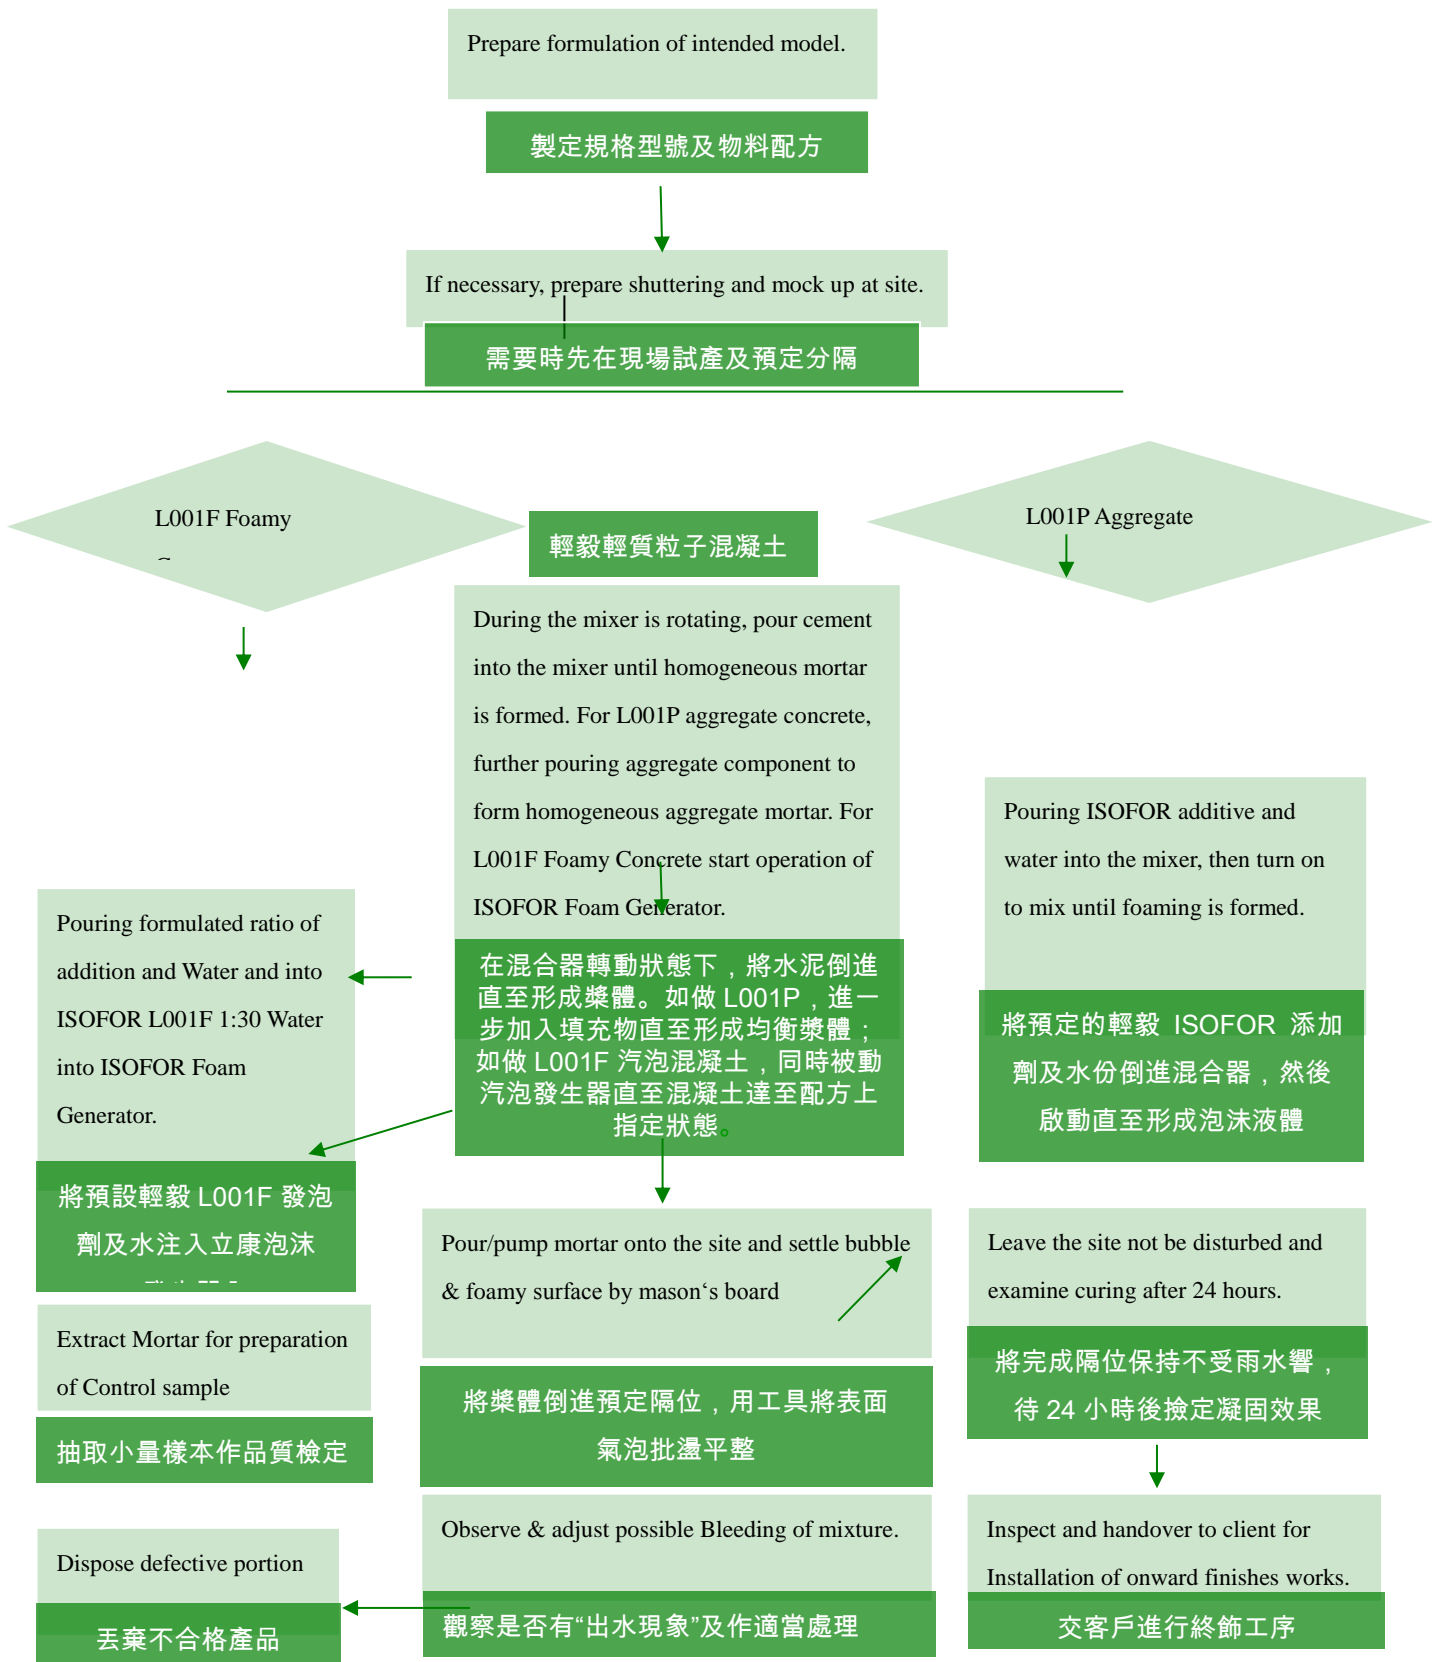 Prepare formulation of intended model.
製定規格型號及物料配方
If necessary, prepare shuttering and mock up at site.
需要時先在現場試產及預定分隔
L001F Foamy
輕毅輕質粒子混凝土
L001P Aggregate
During the mixer is rotating, pour cement
into the mixer until homogeneous mortar
is formed. For L001P aggregate concrete,
further pouring aggregate component to
form homogeneous aggregate mortar. For
L001F Foamy Concrete start operation of
ISOFOR Foam Generator.
在混合器轉動狀態下，將水泥倒進
直至形成槳體。如做 L001P，進一
步加入填充物直至形成均衡漿體；
如做 L001F 汽泡混凝土，同時被動
汽泡發生器直至混凝土達至配方上
指定狀態。
Pouring ISOFOR additive and
water into the mixer, then turn on
to mix until foaming is formed.
將預定的輕毅 ISOFOR 添加
劑及水份倒進混合器，然後
啟動直至形成泡沬液體
Pouring formulated ratio of
addition and Water and into
ISOFOR L001F 1:30 Water
into ISOFOR Foam
Generator.
將預設輕毅 L001F 發泡
劑及水注入立康泡沫
Pour/pump mortar onto the site and settle bubble
& foamy surface by mason‘s board
將槳體倒進預定隔位，用工具將表面
氣泡批盪平整
Leave the site not be disturbed and
examine curing after 24 hours.
將完成隔位保持不受雨水響，
待 24 小時後撿定凝固效果
Extract Mortar for preparation
of Control sample
抽取小量樣本作品質檢定
Observe & adjust possible Bleeding of mixture.
觀察是否有“出水現象”及作適當處理
Inspect and handover to client for
Installation of onward finishes works.
交客戶進行終飾工序
Dispose defective portion
丟棄不合格產品